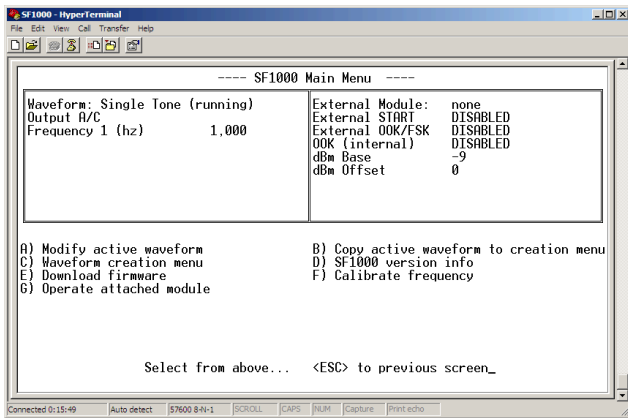 SF1000 - HyperTerminal
File Edit View Call Transfer Help
---- SF1000 Main Menu ----
Waveform: Single Tone (running)
Output A/C
Frequency 1 (hz) 1,000
External Module: none
External START DISABLED
External OOK/FSK DISABLED
OOK (internal) DISABLED
dBm Base -9
dBm Offset 0
A) Modify active waveform B) Copy active waveform to creation menu
C) Waveform creation menu D) SF1000 version info
E) Download firmware F) Calibrate frequency
G) Operate attached module
Select from above... <ESC> to previous screen_
Connected 0:15:49 Auto detect 57600 8-N-1 SCROLL CAPS NUM Capture Print echo